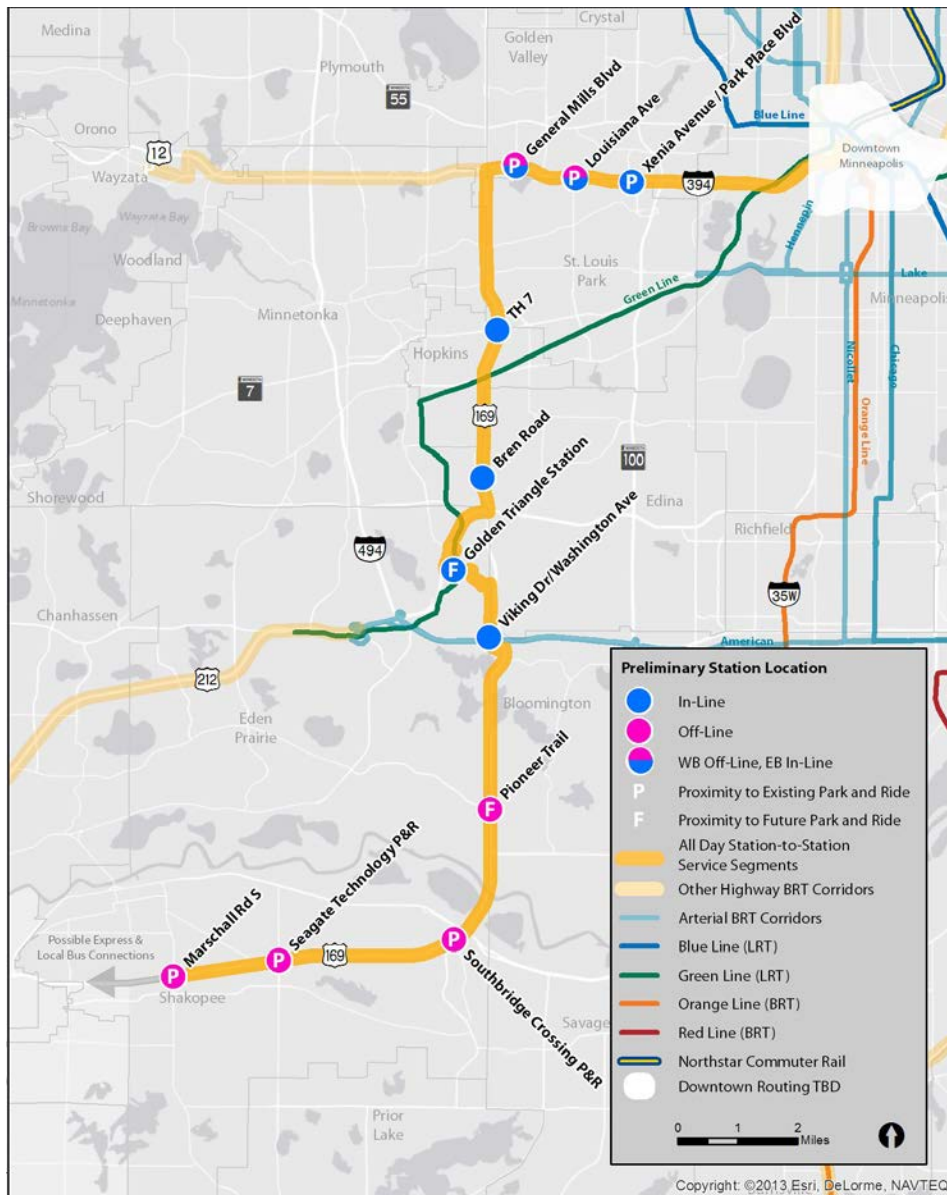 Medina
Crystal
Golden
Valley
Plymouth
MINNESOTA
55
General Mills Blvd
Louisiana Ave
Xenia Avenue / Park Place Blvd
Blue Line
Orono
12
Wayzata
Downtown
Minneapolis
394
Wayzata Bay
Browns Bay
Woodland
Hennepin
St. Louis
Park
Green Line
Lake
Minnetonka
Minneapolis
Deephaven
Minnetonka
TH 7
Hopkins
MINNESOTA
7
Nicollet
Chicago
Orange Line
169
Bren Road
MINNESOTA
100
Golden Triangle Station
Shorewood
Edina
Richfield
494
F
Viking Dr/Washington Ave
35W
Chanhassen
American
212
Eden
Prairie
Bloomington
Pioneer Trail
F
Seagate Technology P&R
Marschall Rd S
Possible Express &
Local Bus Connections
P
P
169
P
Shakopee
Southbridge Crossing P&R
Savage
Prior
Lake
P
P
P
Preliminary Station Location
In-Line
Off-Line
WB Off-Line, EB In-Line
P Proximity to Existing Park and Ride
F Proximity to Future Park and Ride
All Day Station-to-Station
Service Segments
Other Highway BRT Corridors
Arterial BRT Corridors
Blue Line (LRT)
Green Line (LRT)
Orange Line (BRT)
Red Line (BRT)
Northstar Commuter Rail
Downtown Routing TBD
0 1 2
Miles
Copyright: ©2013 Esri, DeLorme, NAVTEQ